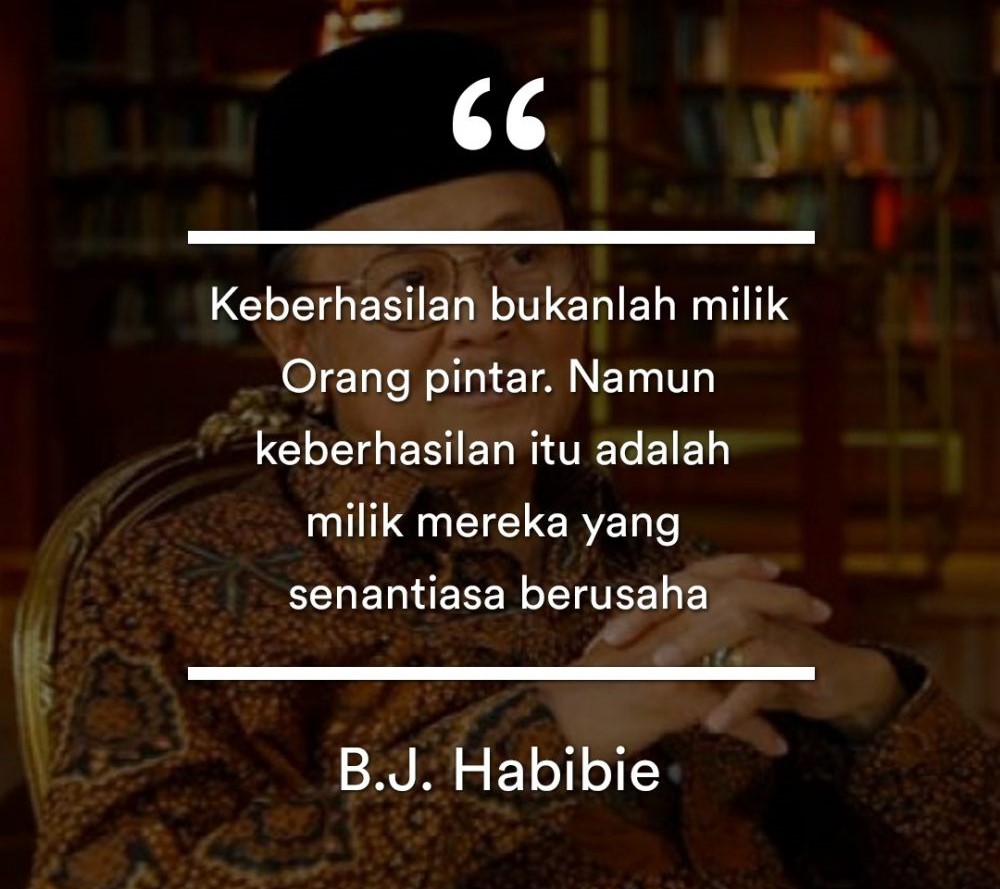 “
Keberhasilan bukanlah milik
Orang pintar. Namun
keberhasilan itu adalah
milik mereka yang
senantiasa berusaha
B.J. Habibie